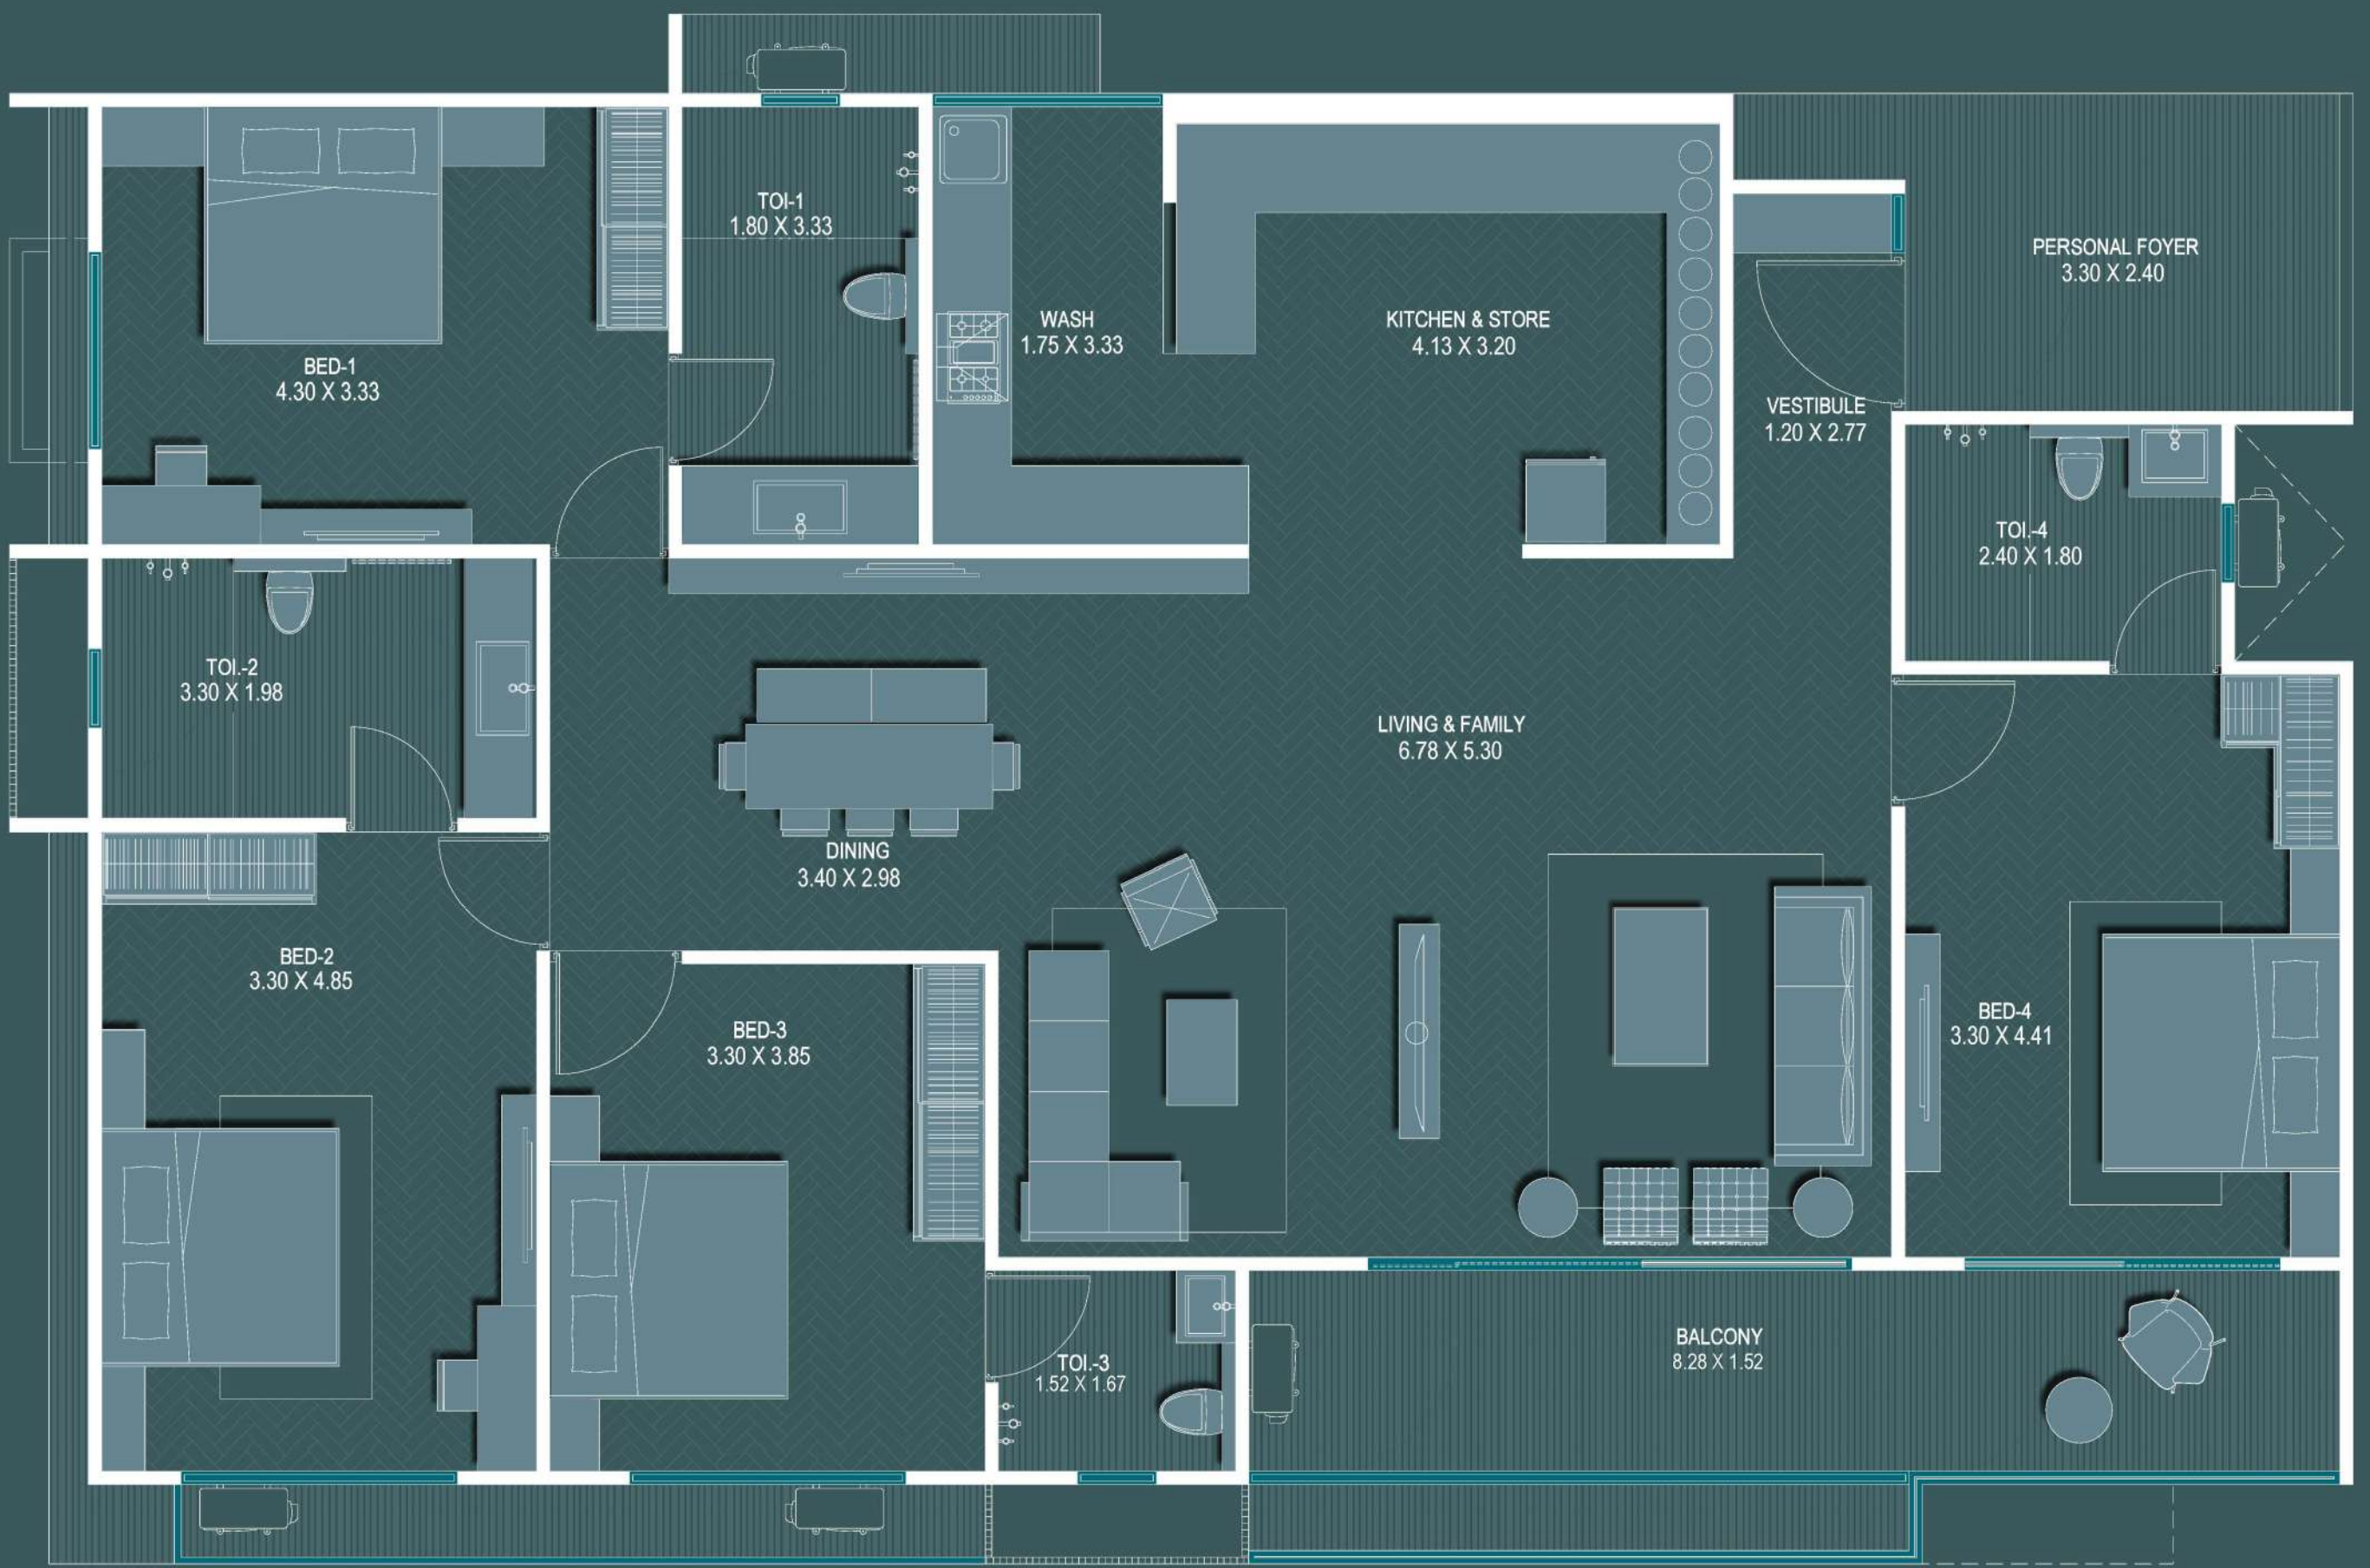 TOI-1
1.80 X 3.33
PERSONAL FOYER
3.30 X 2.40
WASH
1.75 X 3.33
KITCHEN & STORE
4.13 X 3.20
BED-1
4.30 X 3.33
VESTIBULE
1.20 X 2.77
TOI.-4
2.40 X 1.80
TOI.-2
3.30 X 1.98
LIVING & FAMILY
6.78 X 5.30
DINING
3.40 X 2.98
BED-2
3.30 X 4.85
BED-3
3.30 X 3.85
BED-4
3.30 X 4.41
TOI.-3
1.52 X 1.67
BALCONY
8.28 X 1.52